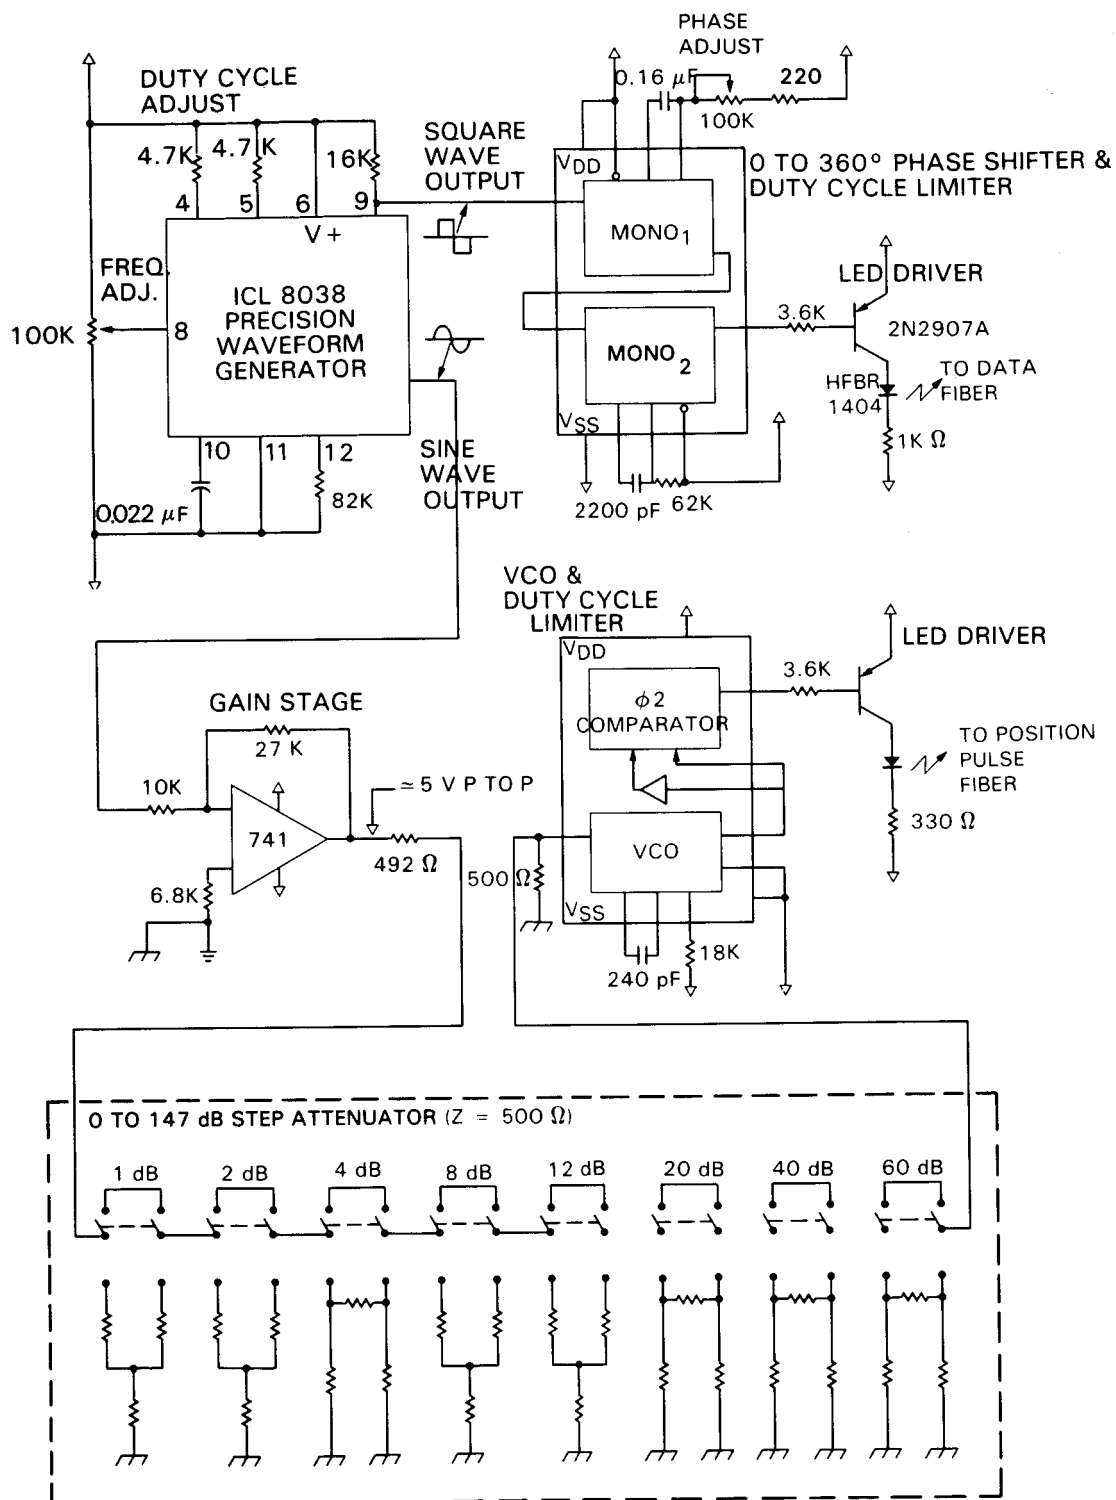 PHASE
ADJUST
0.16 μF
220
100K
DUTY CYCLE
ADJUST
4.7K
4.7K
16K
4
5
6
9
V+
SQUARE
WAVE
OUTPUT
VDD
MONO1
0 TO 360° PHASE SHIFTER &
DUTY CYCLE LIMITER
FREQ.
ADJ.
100K
8
ICL 8038
PRECISION
WAVEFORM
GENERATOR
MONO2
3.6K
LED DRIVER
2N2907A
HFBR
1404
TO DATA
FIBER
1K Ω
10
11
12
0.022 μF
82K
SINE
WAVE
OUTPUT
VSS
2200 pF
62K
VCO &
DUTY CYCLE
LIMITER
VDD
φ2
COMPARATOR
3.6K
LED DRIVER
TO POSITION
PULSE
FIBER
330 Ω
GAIN STAGE
27 K
10K
741
≃5 V P TO P
492 Ω
6.8K
500 Ω
VCO
VSS
240 pF
18K
0 TO 147 dB STEP ATTENUATOR (Z = 500 Ω)
1 dB
2 dB
4 dB
8 dB
12 dB
20 dB
40 dB
60 dB